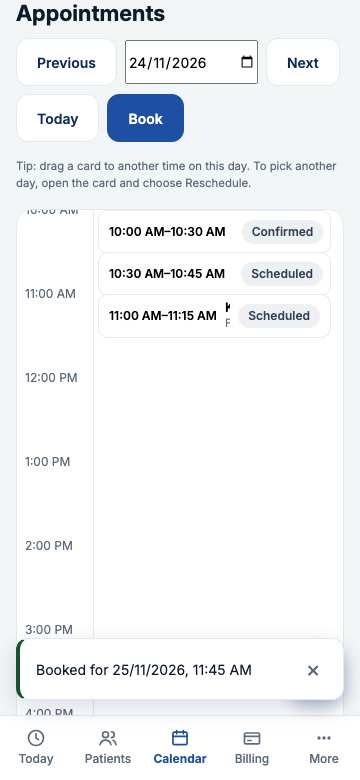 Appointments
Previous
24/11/2026
Next
Today
Book
Tip: drag a card to another time on this day. To pick another
day, open the card and choose Reschedule.
10:00 AM
10:00 AM–10:30 AM Confirmed
10:30 AM–10:45 AM Scheduled
11:00 AM
11:00 AM–11:15 AM Scheduled
12:00 PM
1:00 PM
2:00 PM
3:00 PM
Booked for 25/11/2026, 11:45 AM
4:00 PM
Today
Patients
Calendar
Billing
More